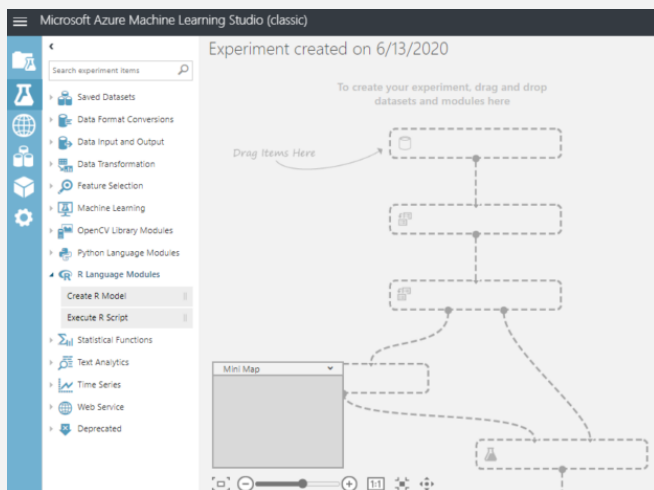 Microsoft Azure Machine Learning Studio (classic)
Experiment created on 6/13/2020
Search experiment items
Saved Datasets
Data Format Conversions
Data Input and Output
Data Transformation
Feature Selection
Machine Learning
OpenCV Library Modules
Python Language Modules
R Language Modules
Create R Model
Execute R Script
Statistical Functions
Text Analytics
Time Series
Web Service
Deprecated
To create your experiment, drag and drop
datasets and modules here
Drag Items Here
Mini Map
1:1